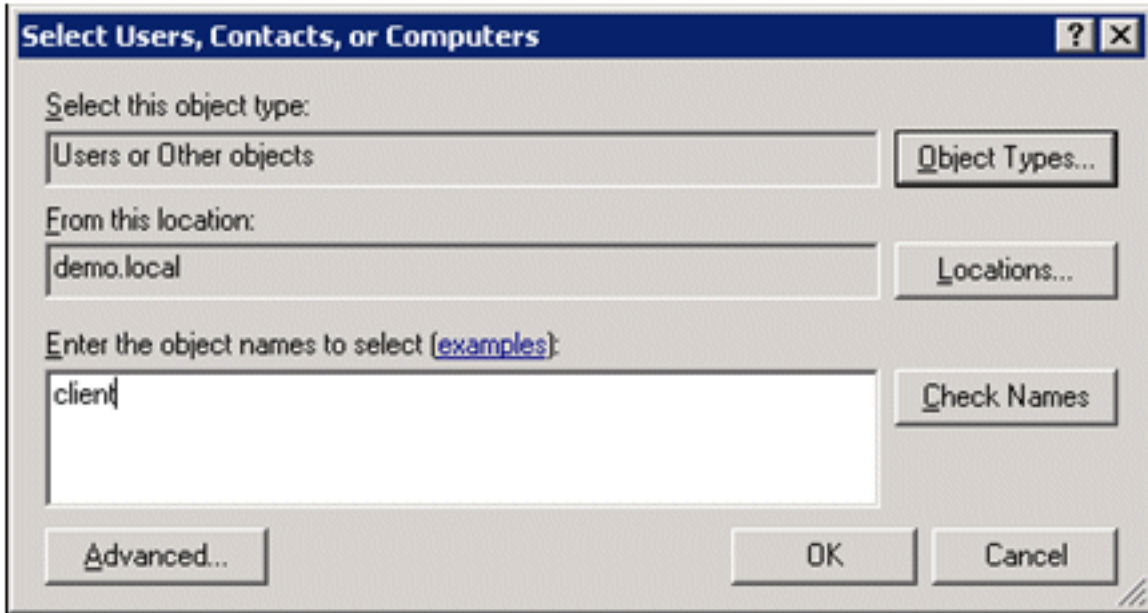 Select Users, Contacts, or Computers
Select this object type:
Users or Other objects
Object Types...
From this location:
demo.local
Locations...
Enter the object names to select (examples):
client
Check Names
Advanced...
OK
Cancel